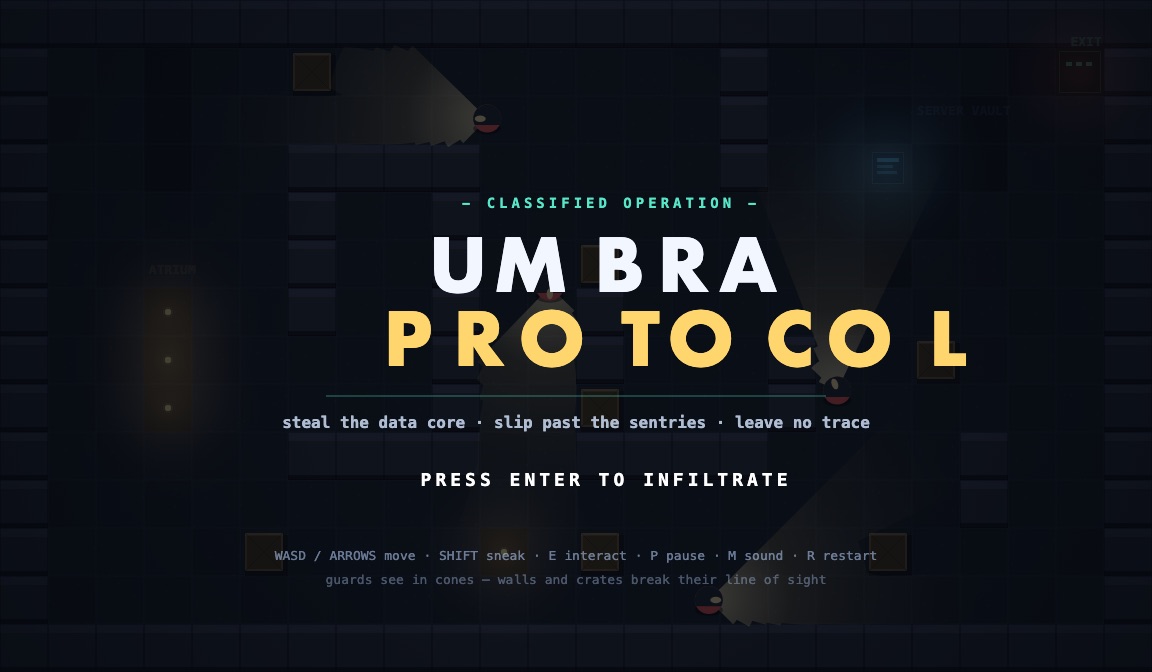 EXIT
SERVER VAULT
— CLASSIFIED OPERATION —
UMBRA
PROTOCOL
ATRIUM
steal the data core · slip past the sentries · leave no trace
PRESS ENTER TO INFILTRATE
WASD / ARROWS move · SHIFT sneak · E interact · P pause · M sound · R restart
guards see in cones — walls and crates break their line of sight